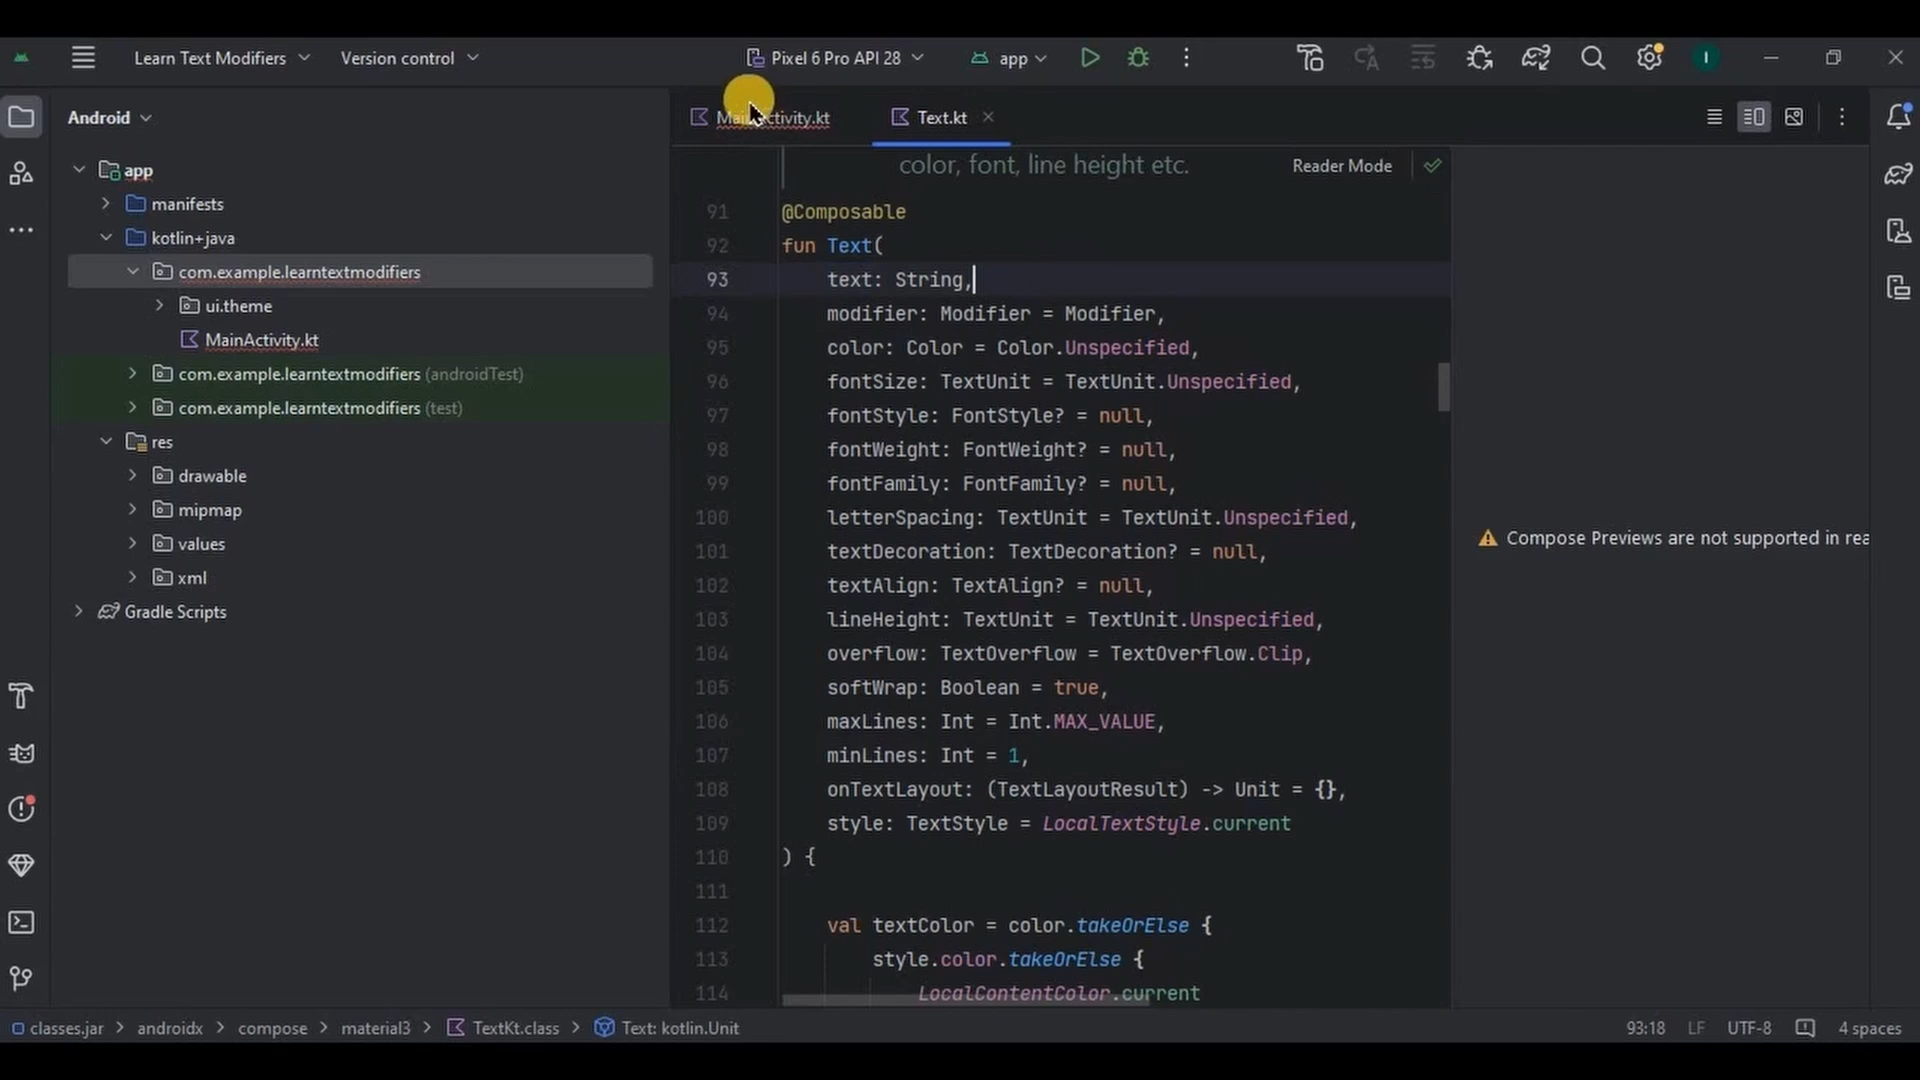 Learn Text Modifiers
Version control
Pixel 6 Pro API 28
app
I
Android
MainActivity.kt
Text.kt
app
manifests
kotlin+java
com.example.learntextmodifiers
ui.theme
MainActivity.kt
com.example.learntextmodifiers (androidTest)
com.example.learntextmodifiers (test)
res
drawable
mipmap
values
xml
Gradle Scripts
color, font, line height etc.
Reader Mode
91 @Composable
92 fun Text(
93 text: String,
94 modifier: Modifier = Modifier,
95 color: Color = Color.Unspecified,
96 fontSize: TextUnit = TextUnit.Unspecified,
97 fontStyle: FontStyle? = null,
98 fontWeight: FontWeight? = null,
99 fontFamily: FontFamily? = null,
100 letterSpacing: TextUnit = TextUnit.Unspecified,
101 textDecoration: TextDecoration? = null,
102 textAlign: TextAlign? = null,
103 lineHeight: TextUnit = TextUnit.Unspecified,
104 overflow: TextOverflow = TextOverflow.Clip,
105 softWrap: Boolean = true,
106 maxLines: Int = Int.MAX_VALUE,
107 minLines: Int = 1,
108 onTextLayout: (TextLayoutResult) -> Unit = {},
109 style: TextStyle = LocalTextStyle.current
110 ) {
111
112 val textColor = color.takeOrElse {
113 style.color.takeOrElse {
114 LocalContentColor.current
Compose Previews are not supported in rea
classes.jar > androidx > compose > material3 > TextKt.class > Text: kotlin.Unit
93:18 LF UTF-8 4 spaces